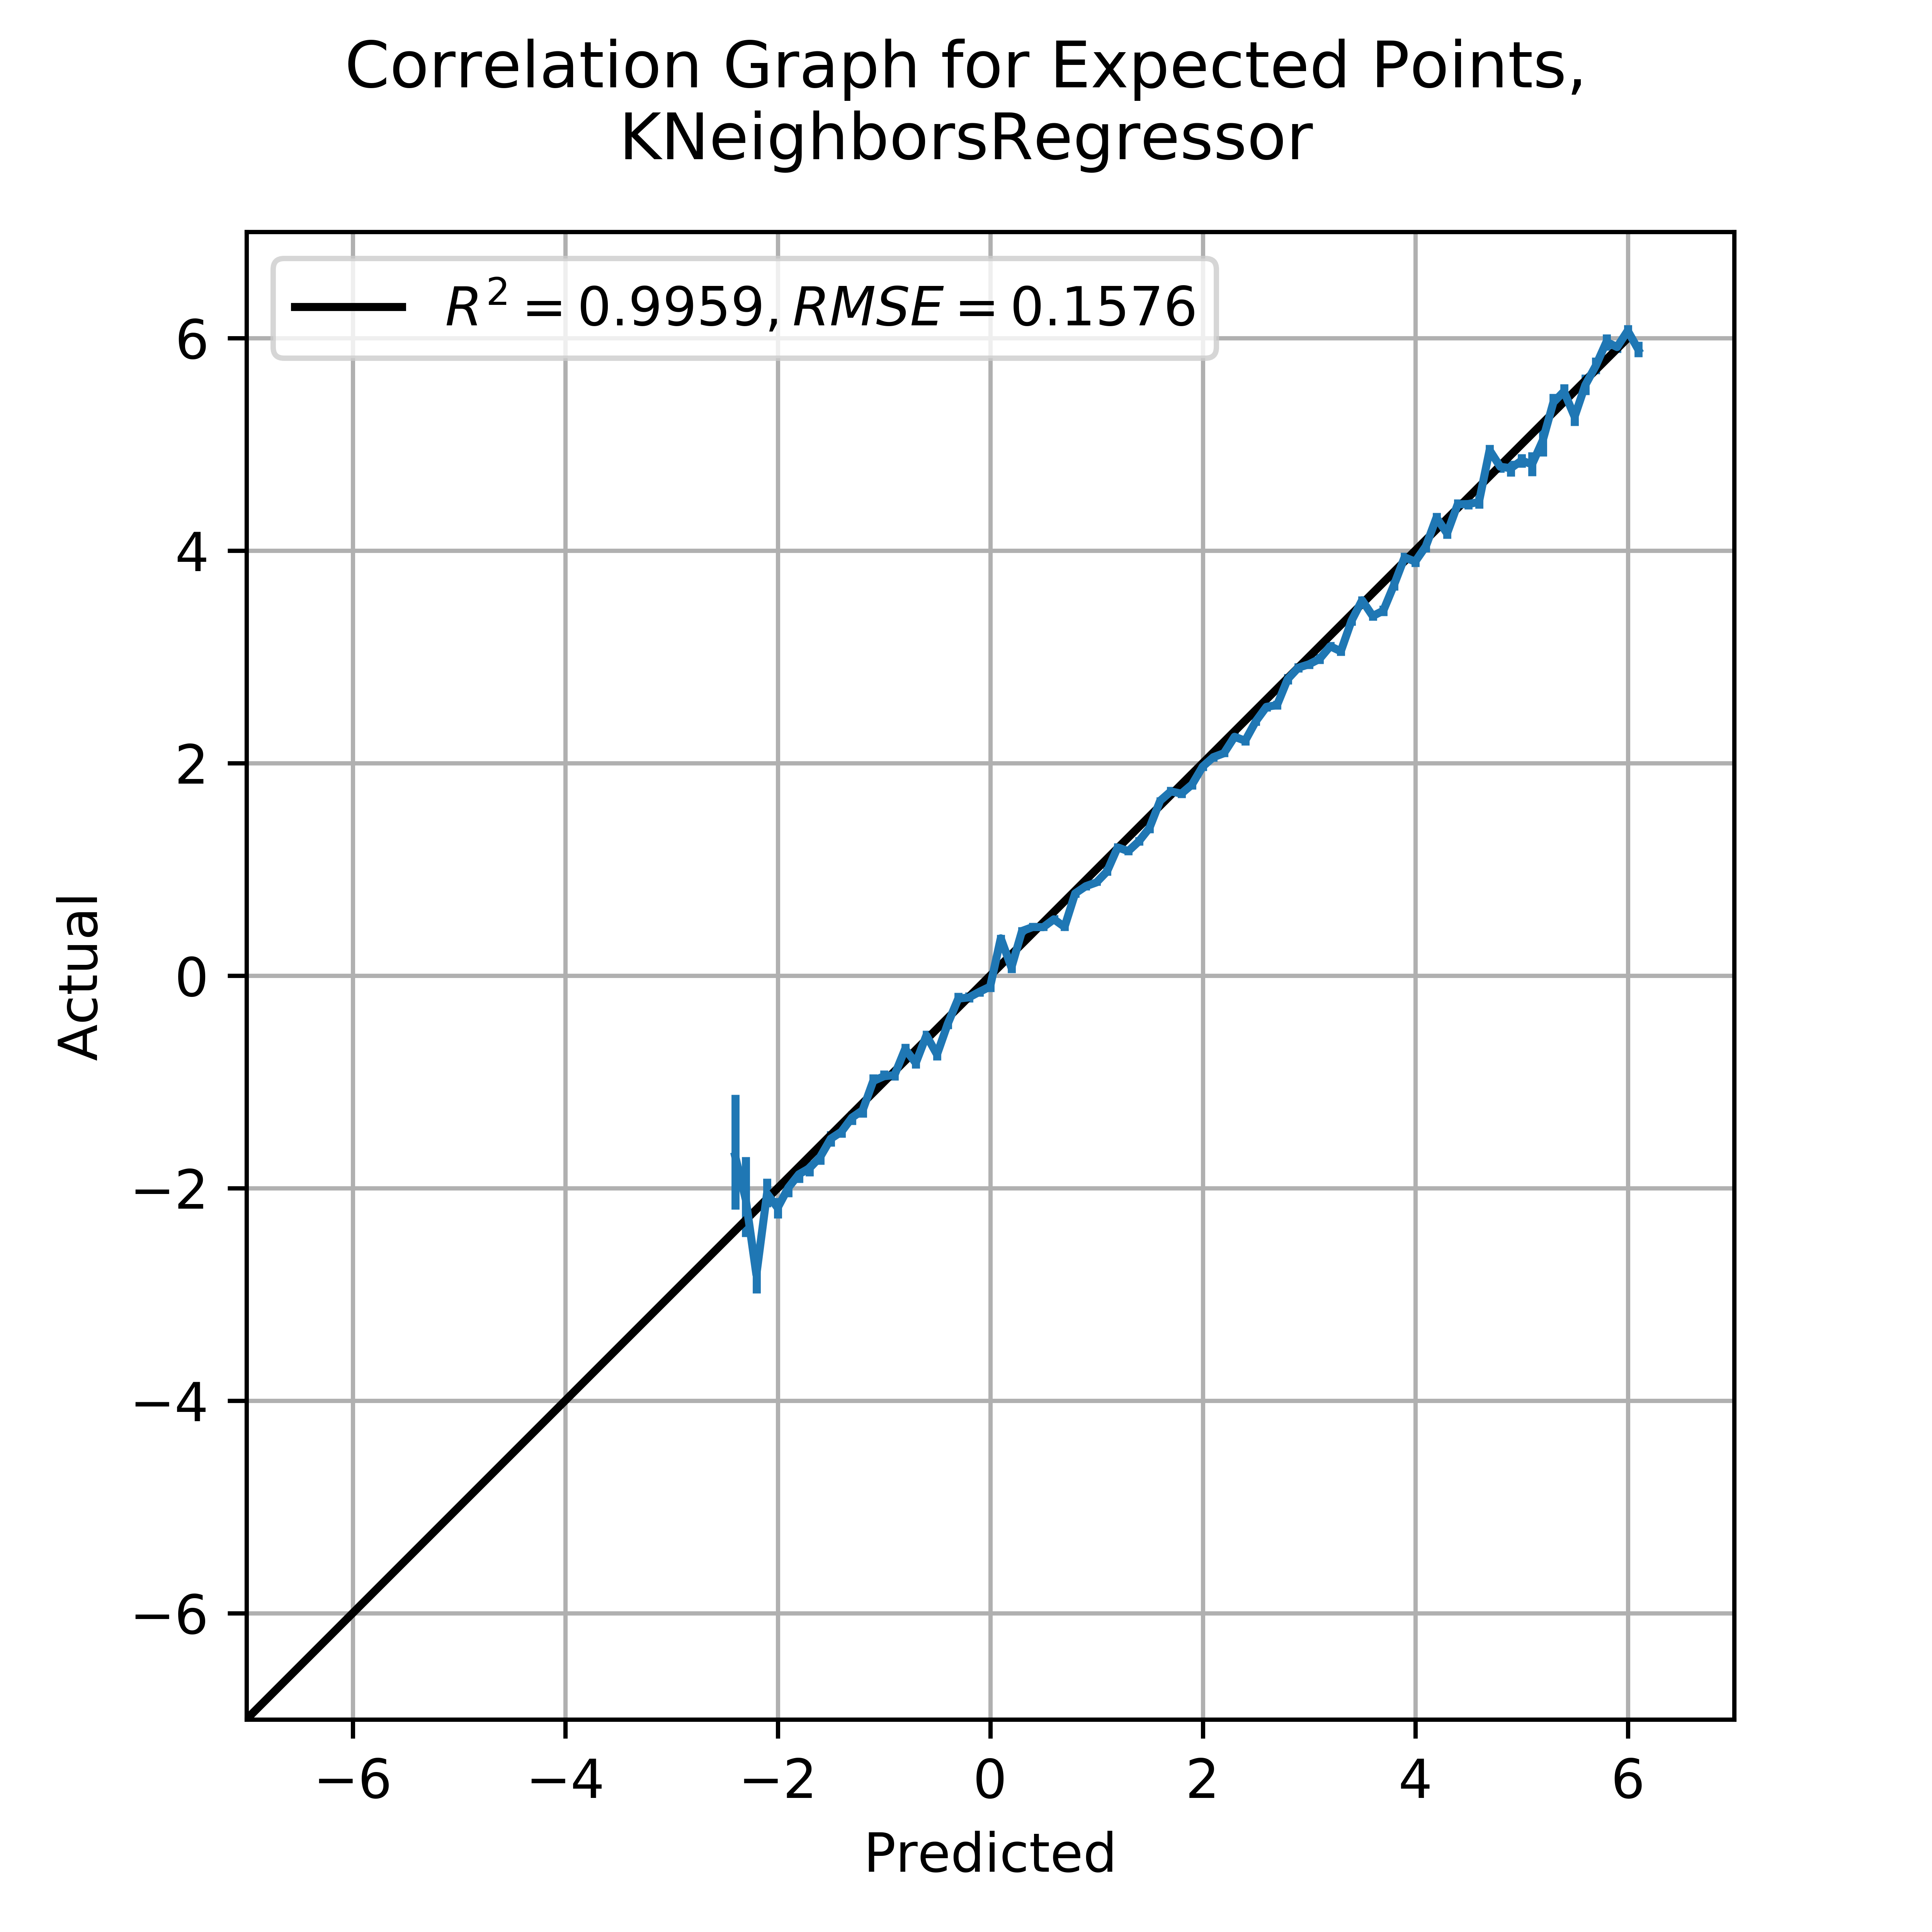 Correlation Graph for Expected Points,
KNeighborsRegressor
R² = 0.9959, RMSE = 0.1576
6
4
2
0
−2
−4
−6
Actual
−6 −4 −2 0 2 4 6
Predicted